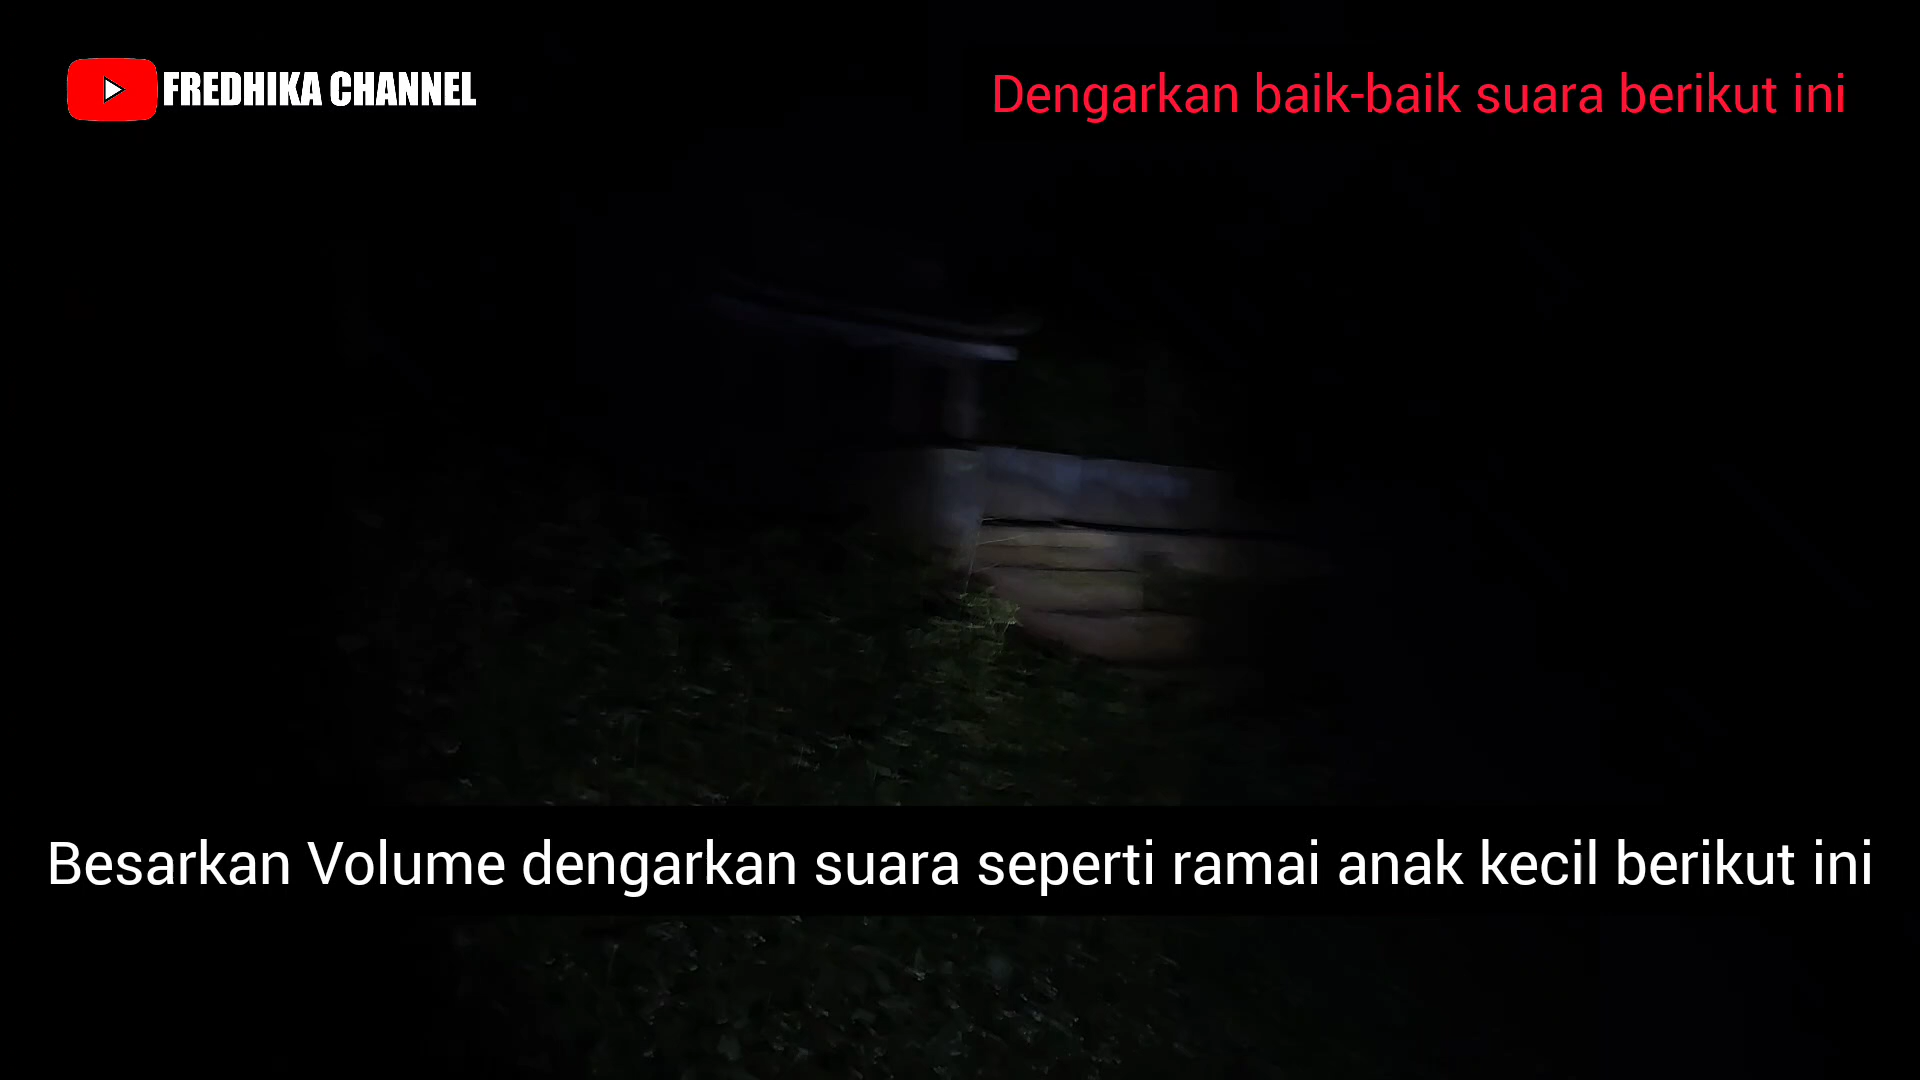 FREDHIKA CHANNEL
Dengarkan baik-baik suara berikut ini
Besarkan Volume dengarkan suara seperti ramai anak kecil berikut ini